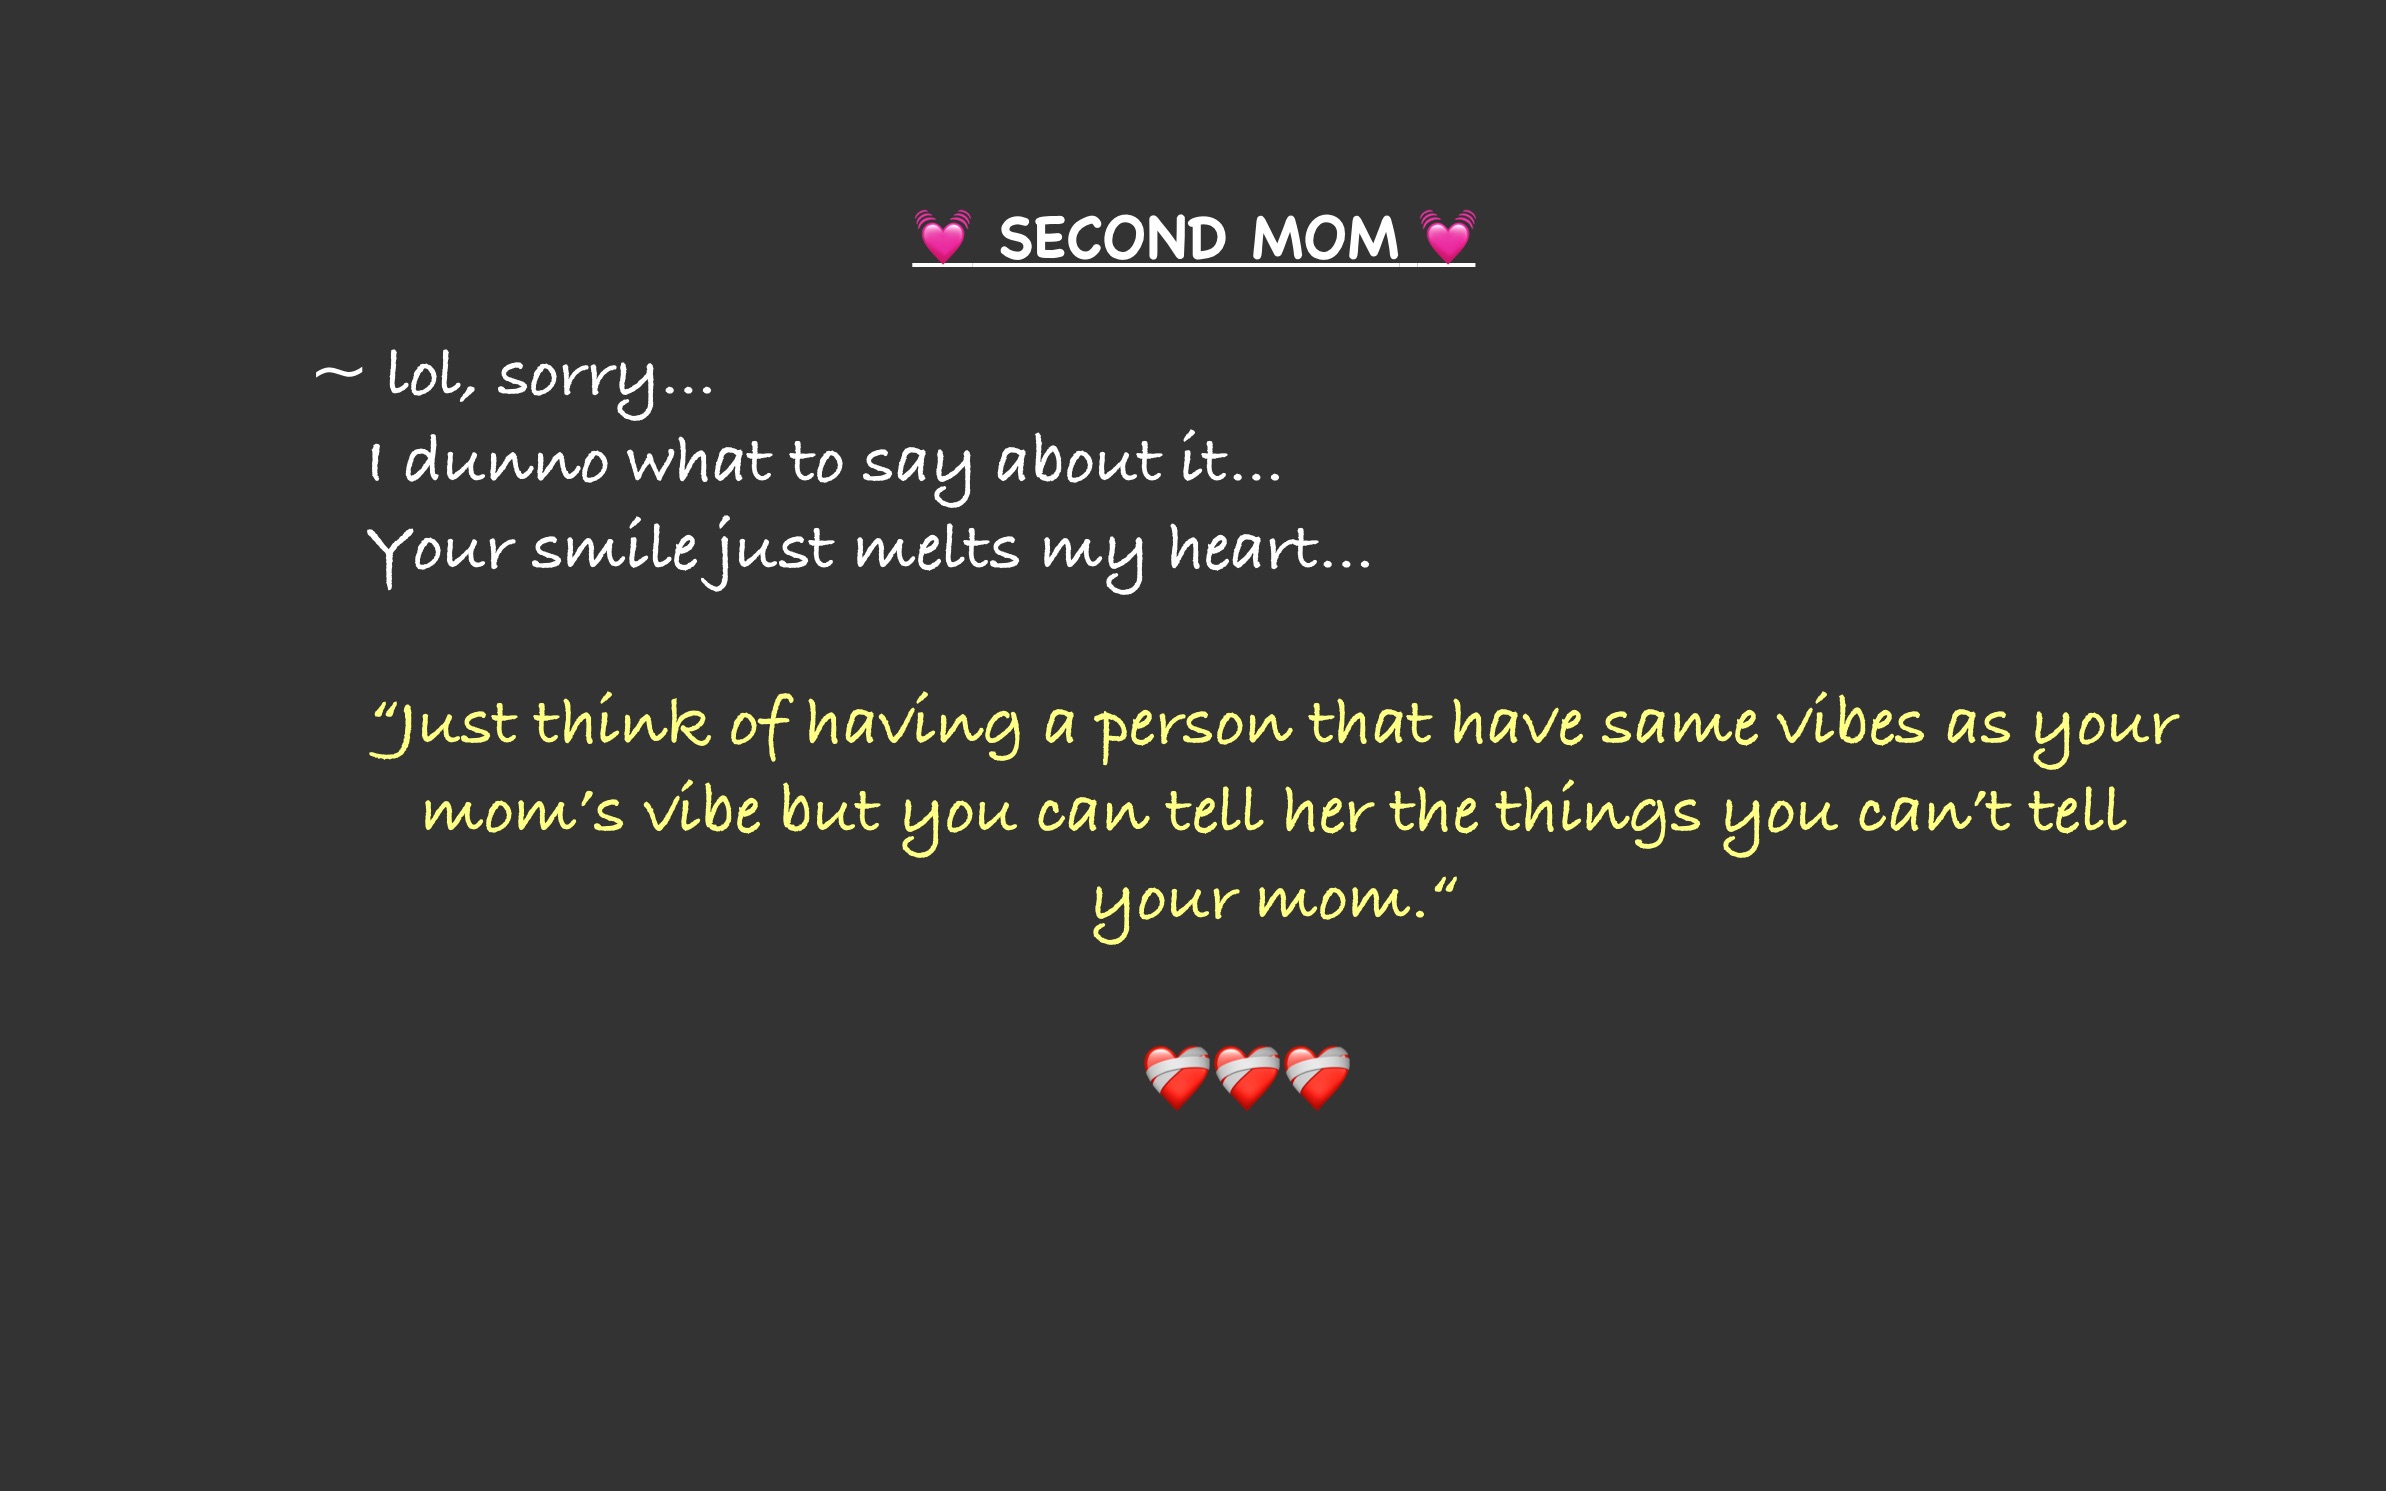 💓 SECOND MOM 💓
~ lol, sorry...
I dunno what to say about it...
Your smile just melts my heart...
“Just think of having a person that have same vibes as your
mom’s vibe but you can tell her the things you can’t tell
your mom.“
❤️‍🩹❤️‍🩹❤️‍🩹